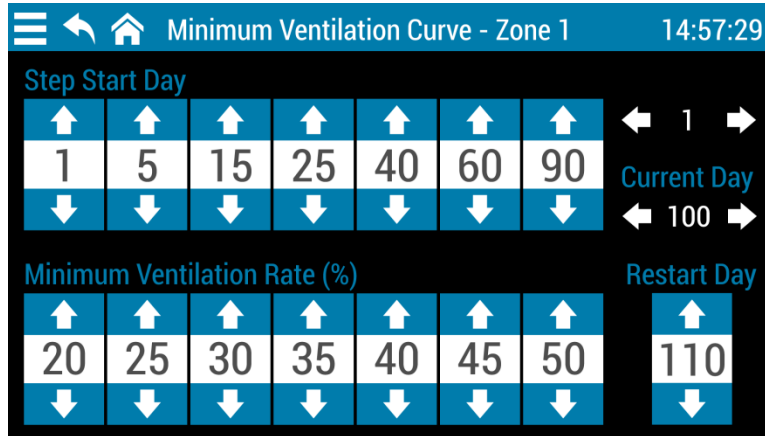 Minimum Ventilation Curve - Zone 1 14:57:29
Step Start Day
1 5 15 25 40 60 90
1
Current Day
100
Minimum Ventilation Rate (%)
20 25 30 35 40 45 50
Restart Day
110